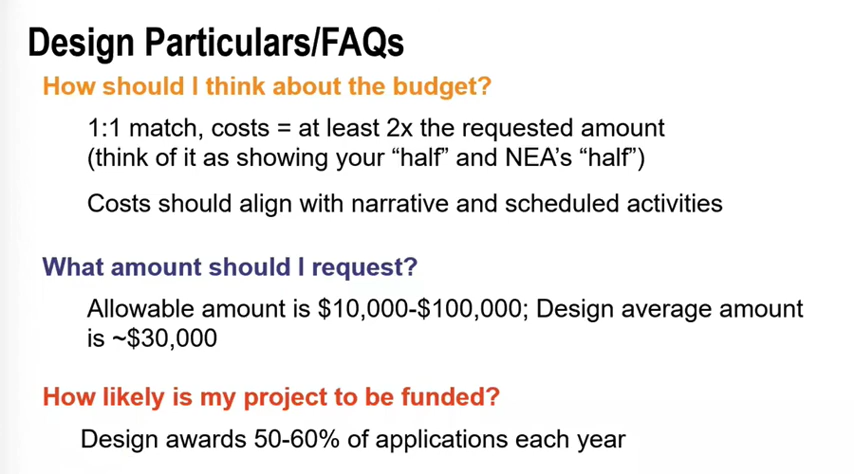 Design Particulars/FAQs
How should I think about the budget?
1:1 match, costs = at least 2x the requested amount
(think of it as showing your “half” and NEA’s “half”)
Costs should align with narrative and scheduled activities
What amount should I request?
Allowable amount is $10,000-$100,000; Design average amount
is ~$30,000
How likely is my project to be funded?
Design awards 50-60% of applications each year